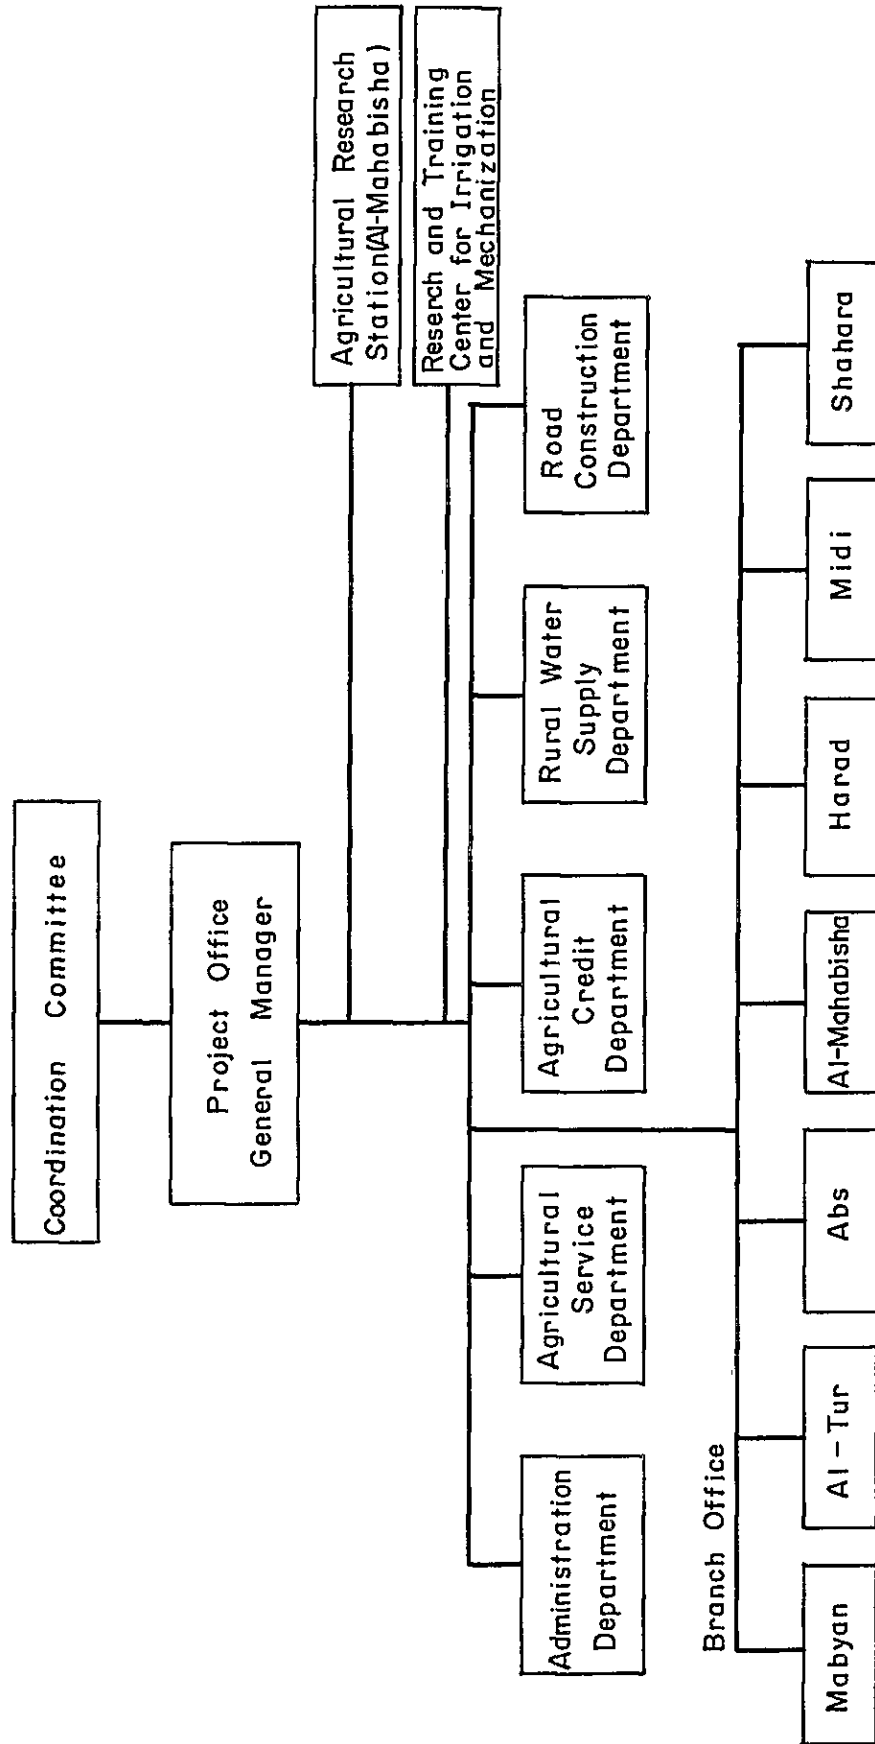 Coordination Committee
Project Office
General Manager
Agricultural Research
Station(Al-Mahabisha)
Reserch and Training
Center for Irrigation
and Mechanization
Administration
Department
Agricultural
Service
Department
Agricultural
Credit
Department
Rural Water
Supply
Department
Road
Construction
Department
Branch Office
Mabyan
Al-Tur
Abs
Al-Mahabisha
Harad
Midi
Shahara